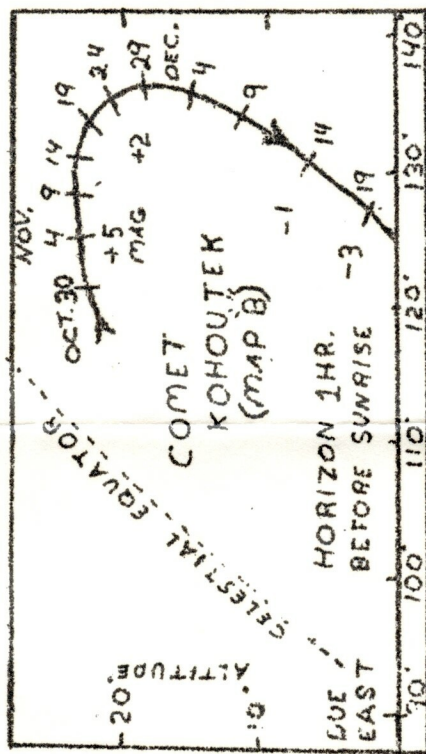 NOV.
OCT. 30
4
9
14
19
24
29
DEC.
4
9
14
19
+5
MAG
+2
-1
-3
COMET
KOHOUTEK
(MAP B)
CELESTIAL EQUATOR
ALTITUDE
-20°
-10°
HORIZON 1HR.
BEFORE SUNRISE
DUE
EAST
90°
100°
110°
120°
130°
140°